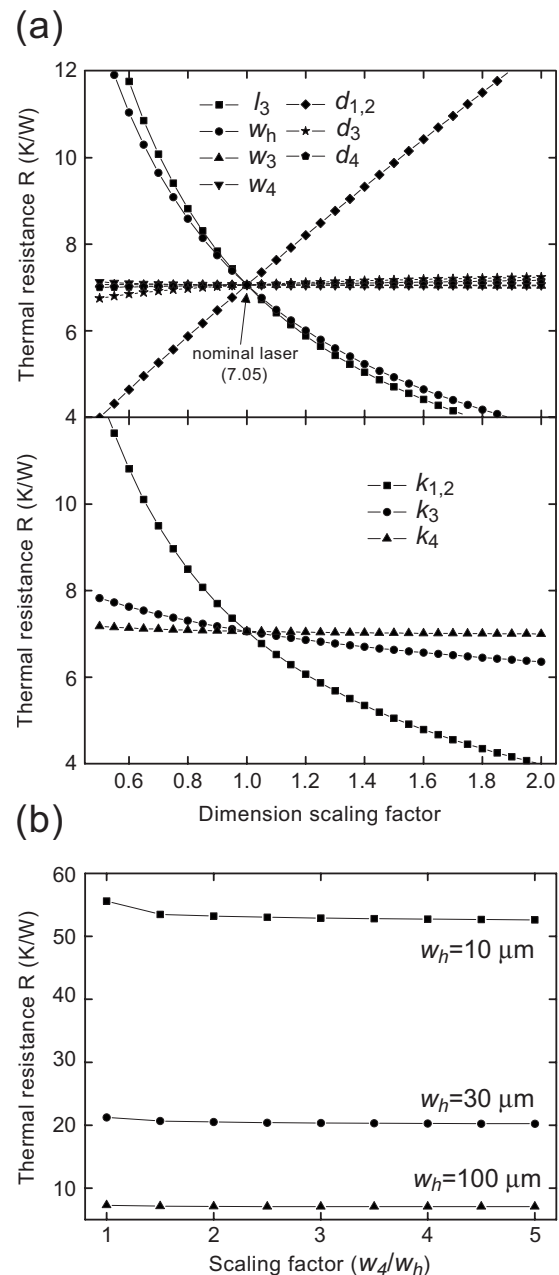 (a)
12
10
8
6
4
Thermal resistance R (K/W)
l3 d1,2
wh d3
w3 d4
w4
nominal laser
(7.05)
10
8
6
4
Thermal resistance R (K/W)
k1,2
k3
k4
0.6 0.8 1.0 1.2 1.4 1.6 1.8 2.0
Dimension scaling factor
(b)
60
50
40
30
20
10
Thermal resistance R (K/W)
wh=10 μm
wh=30 μm
wh=100 μm
1 2 3 4 5
Scaling factor (w4/wh)